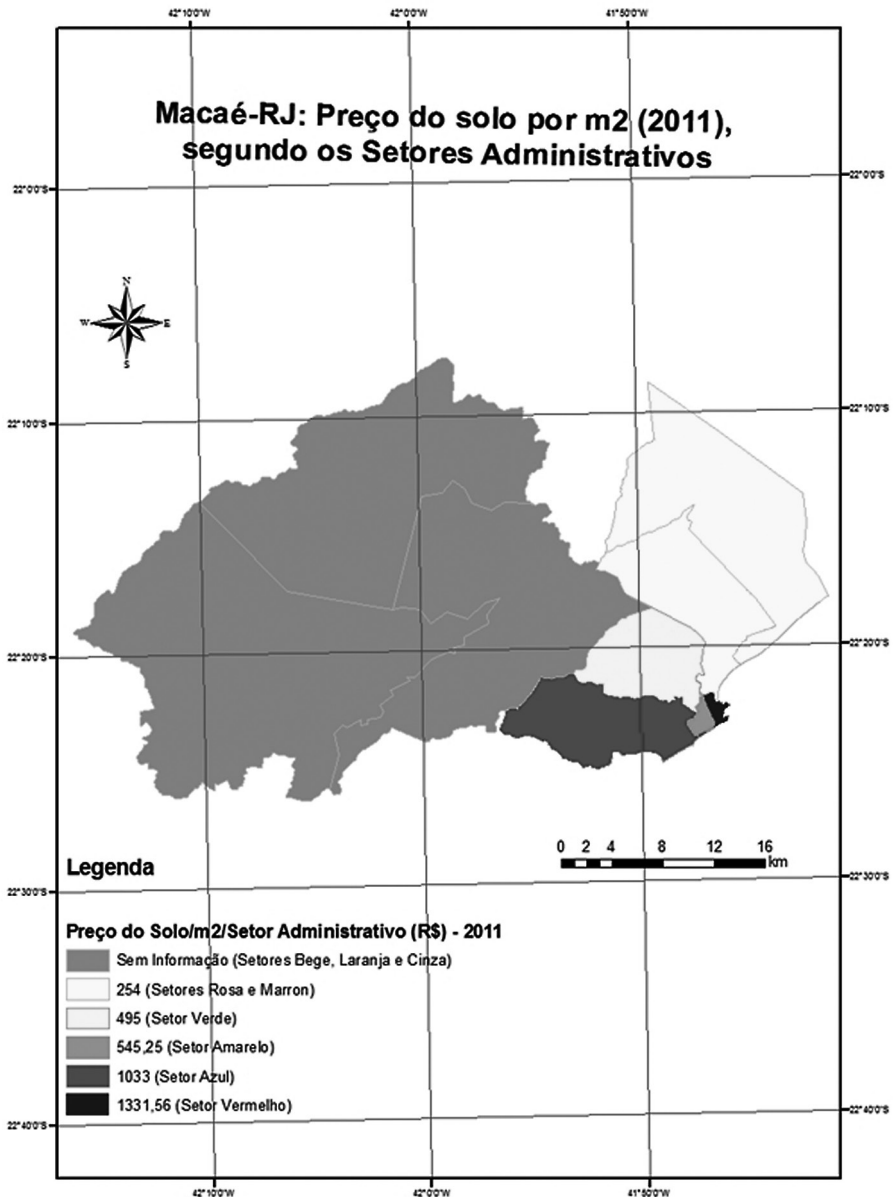 42°10'0"W 42°0'0"W 41°50'0"W
Macaé-RJ: Preço do solo por m2 (2011),
segundo os Setores Administrativos
22°0'0"S 22°0'0"S
N
W E
S
22°10'0"S 22°10'0"S
22°20'0"S 22°20'0"S
0 2 4 8 12 16
km
Legenda
22°30'0"S 22°30'0"S
Preço do Solo/m2/Setor Administrativo (R$) - 2011
Sem Informação (Setores Bege, Laranja e Cinza)
254 (Setores Rosa e Marron)
495 (Setor Verde)
545,25 (Setor Amarelo)
1033 (Setor Azul)
1331,56 (Setor Vermelho)
22°40'0"S 22°40'0"S
42°10'0"W 42°0'0"W 41°50'0"W